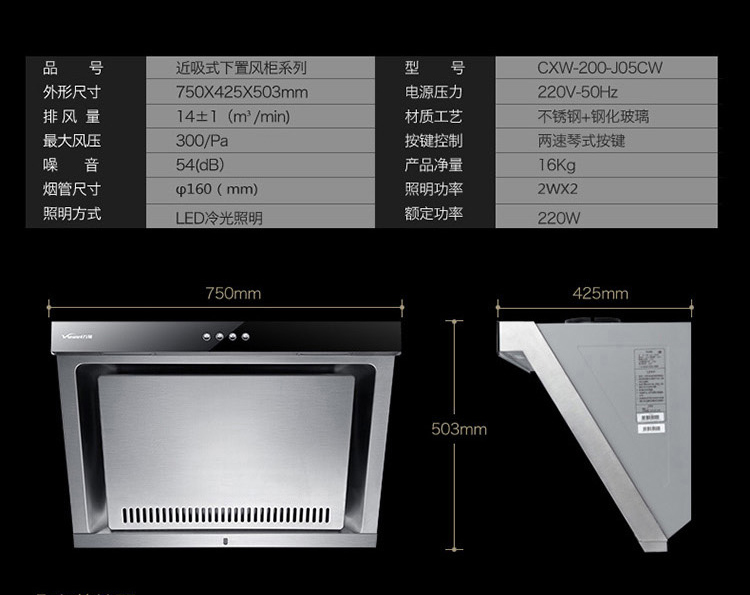 品 号 近吸式下置风柜系列 型 号 CXW-200-J05CW
外形尺寸 750X425X503mm 电源压力 220V-50Hz
排 风 量 14±1（m³/min) 材质工艺 不锈钢+钢化玻璃
最大风压 300/Pa 按键控制 两速琴式按键
噪 音 54(dB） 产品净量 16Kg
烟管尺寸 φ160（mm) 照明功率 2WX2
照明方式 LED冷光照明 额定功率 220W
750mm 425mm
503mm